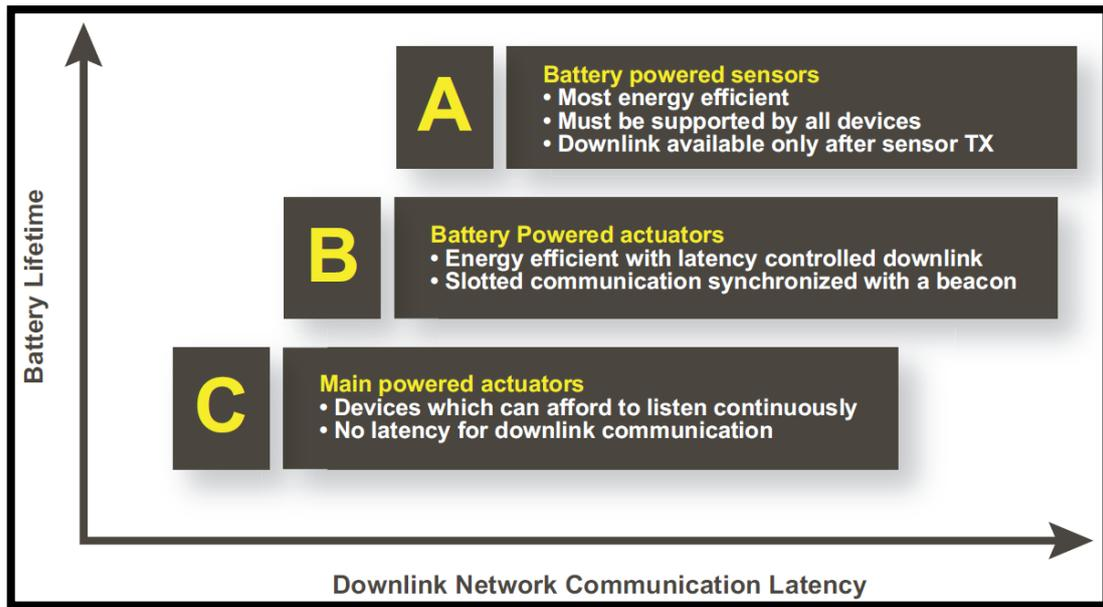 A
Battery powered sensors
• Most energy efficient
• Must be supported by all devices
• Downlink available only after sensor TX
B
Battery Powered actuators
• Energy efficient with latency controlled downlink
• Slotted communication synchronized with a beacon
C
Main powered actuators
• Devices which can afford to listen continuously
• No latency for downlink communication
Battery Lifetime
Downlink Network Communication Latency